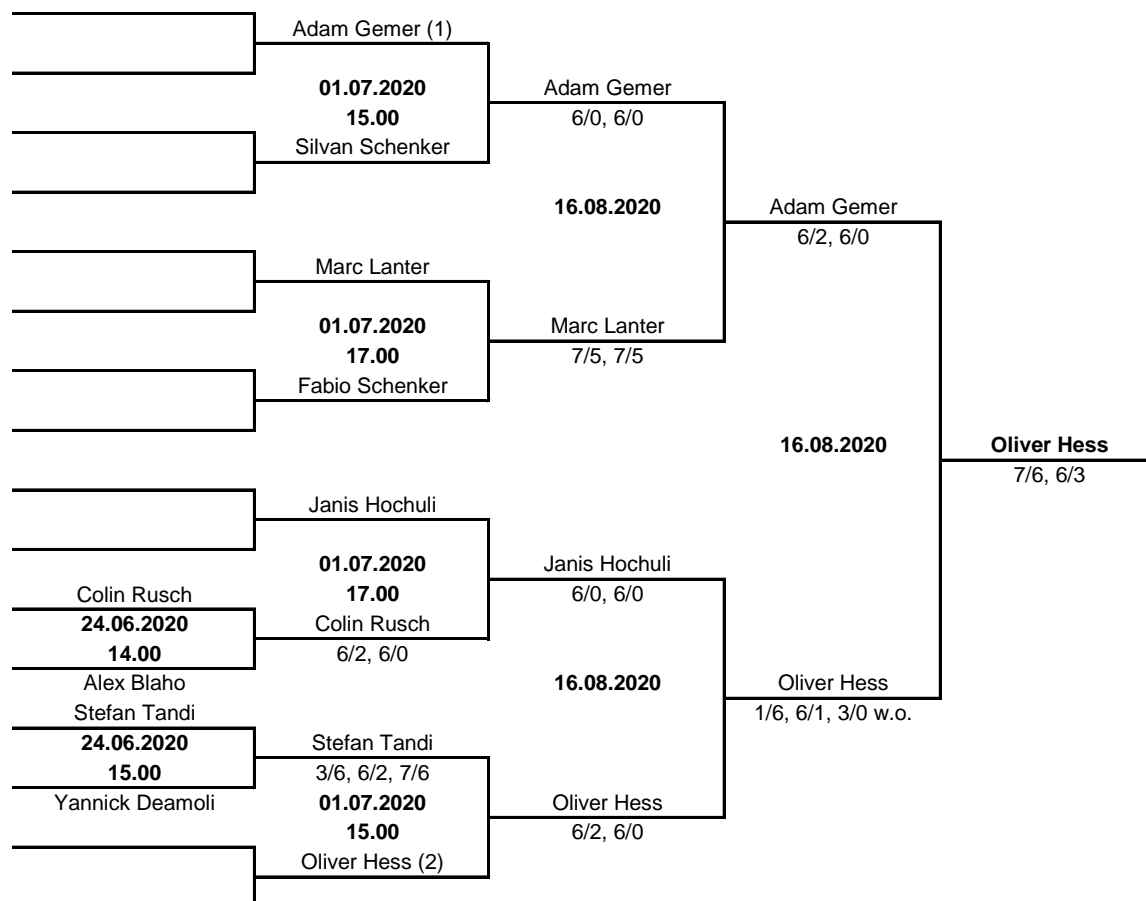 Adam Gemer (1)
01.07.2020
15.00
Silvan Schenker
Adam Gemer
6/0, 6/0
16.08.2020
Adam Gemer
6/2, 6/0
Marc Lanter
01.07.2020
17.00
Fabio Schenker
Marc Lanter
7/5, 7/5
16.08.2020
Oliver Hess
7/6, 6/3
Janis Hochuli
01.07.2020
17.00
Janis Hochuli
6/0, 6/0
Colin Rusch
24.06.2020
14.00
Alex Blaho
Colin Rusch
6/2, 6/0
16.08.2020
Oliver Hess
1/6, 6/1, 3/0 w.o.
Stefan Tandi
24.06.2020
15.00
Yannick Deamoli
Stefan Tandi
3/6, 6/2, 7/6
01.07.2020
15.00
Oliver Hess (2)
Oliver Hess
6/2, 6/0